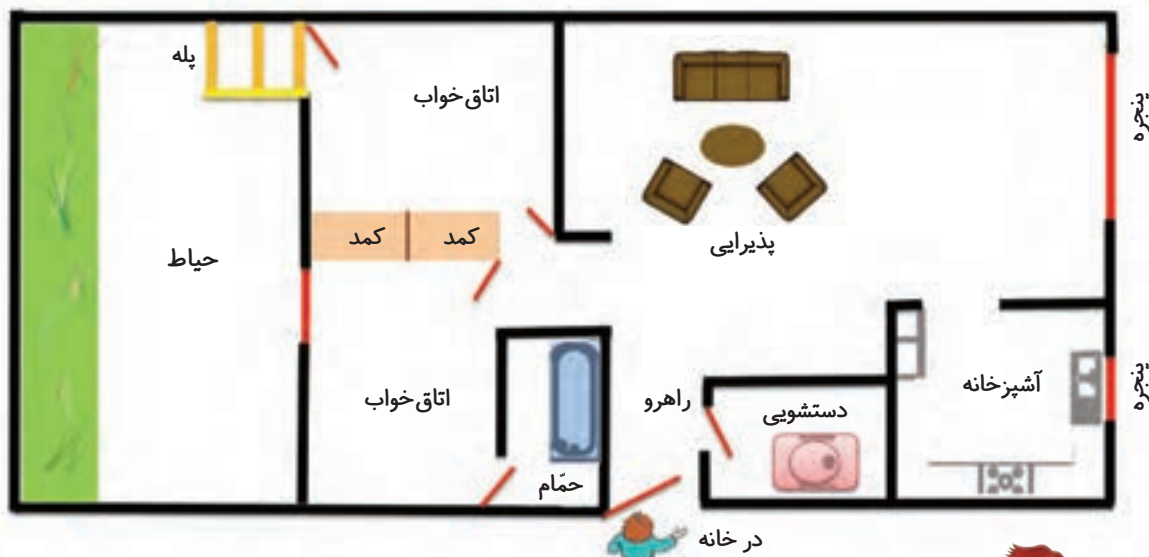 پله
اتاق‌خواب
پنجره
کمد
کمد
پذیرایی
حیاط
آشپزخانه
پنجره
راهرو
دستشویی
اتاق‌خواب
حمّام
در خانه